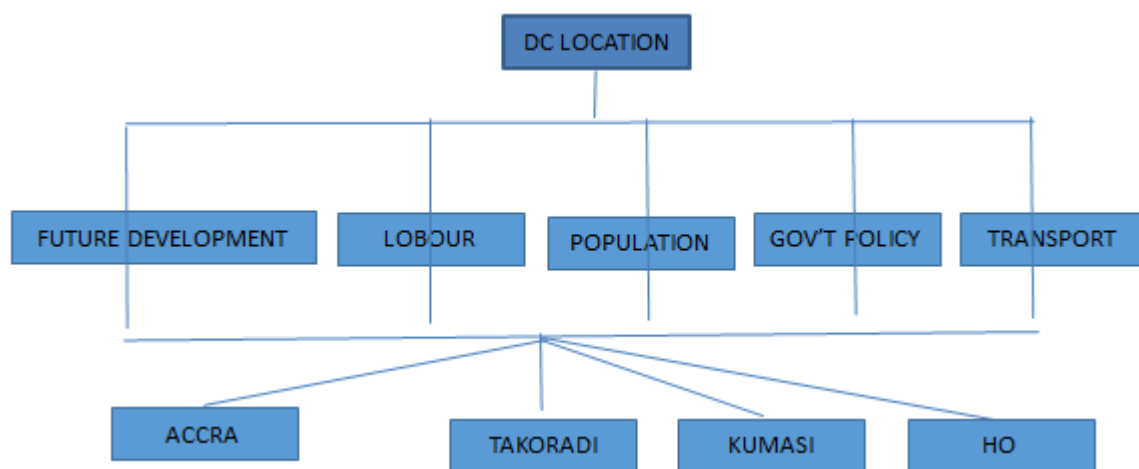 DC LOCATION
FUTURE DEVELOPMENT
LOBOUR
POPULATION
GOV'T POLICY
TRANSPORT
ACCRA
TAKORADI
KUMASI
HO